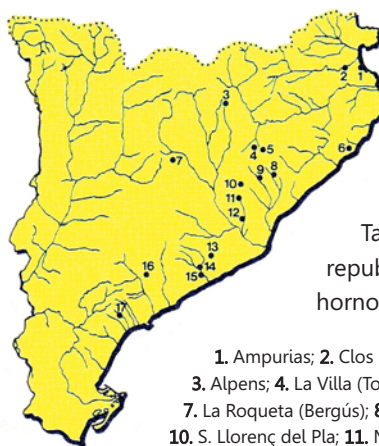 2 1
3
4 5 6
7
9 8
10
11
12
13
14
15
16
17
Ta
republ
horno
1. Ampurias; 2. Clos
3. Alpens; 4. La Villa (To
7. La Roqueta (Bergús); 8
10. S. Llorenç del Pla; 11.